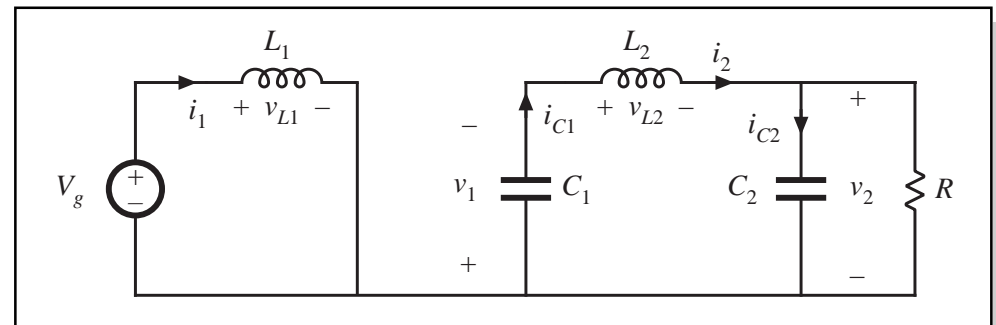 L1 L2 i2
i1 + vL1 − − iC1 + vL2 − iC2 +
Vg + − v1 C1 C2 v2 R
+ −